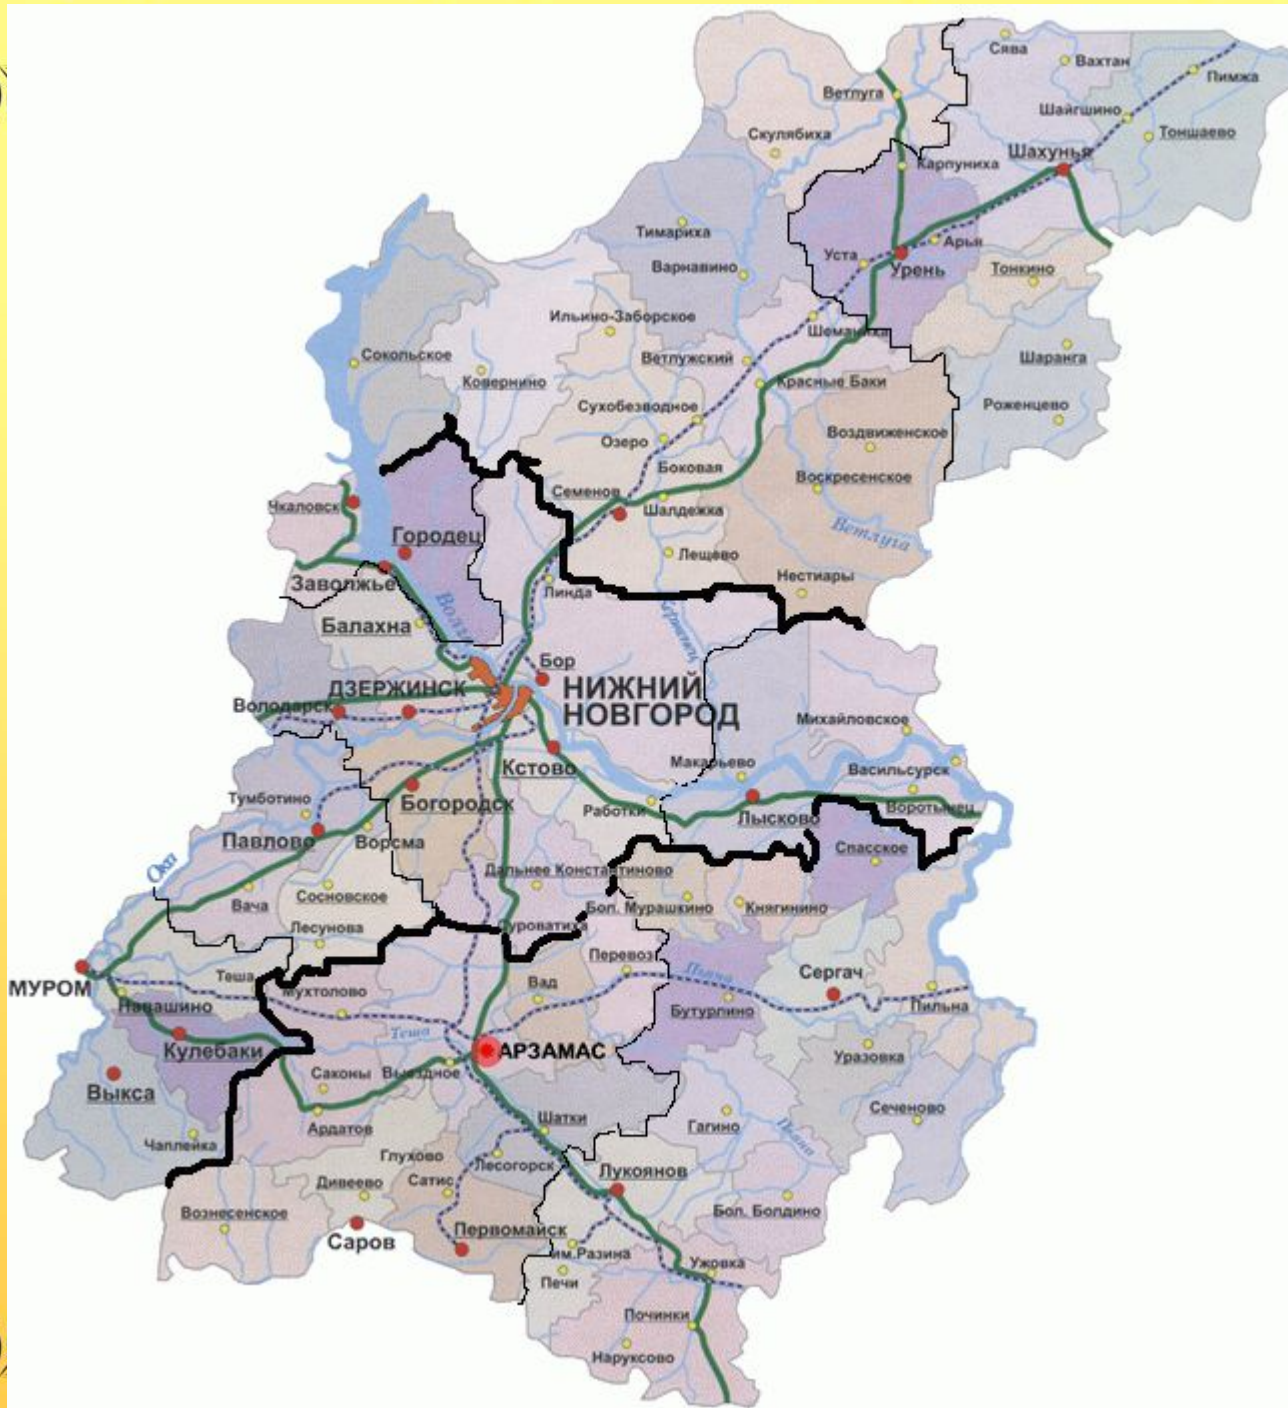 Сява
Вахтан
Пимжа
Ветлуга
Шайгшино
Скулябиха
Тоншаево
Шахунья
Карпуниха
Тимариха
Арья
Уста
Варнавино
Урень
Тонкино
Ильино-Заборское
Шеманиха
Сокольское
Ветлужский
Шаранга
Ковернино
Красные Баки
Сухобезводное
Роженцево
Воздвиженское
Озеро
Боковая
Воскресенское
Семенов
Чкаловск
Шалдежка
Городец
Ветлуга
Лещево
Заволжье
Нестиары
Линда
Волга
Керженец
Балахна
Бор
ДЗЕРЖИНСК
НИЖНИЙ
НОВГОРОД
Володарск
Михайловское
Макарьево
Кстово
Васильсурск
Тумботино
Богородск
Воротынец
Работки
Лысково
Павлово
Ворсма
Спасское
Ока
Дальнее Константиново
Сосновское
Вача
Бол. Мурашкино
Княгинино
Лесунова
Суроватиха
Перевоз
Сергач
Теша
Пьяна
МУРОМ
Мухтолово
Вад
Навашино
Бутурлино
Пильна
Теша
Кулебаки
АРЗАМАС
Уразовка
Саконы
Выездное
Выкса
Сеченово
Шатки
Гагино
Ардатов
Пьяна
Чаплейка
Глухово
Лесогорск
Лукоянов
Дивеево
Сатис
Вознесенское
Бол. Болдино
Первомайск
Саров
им.Разина
Ужовка
Печи
Починки
Наруксово